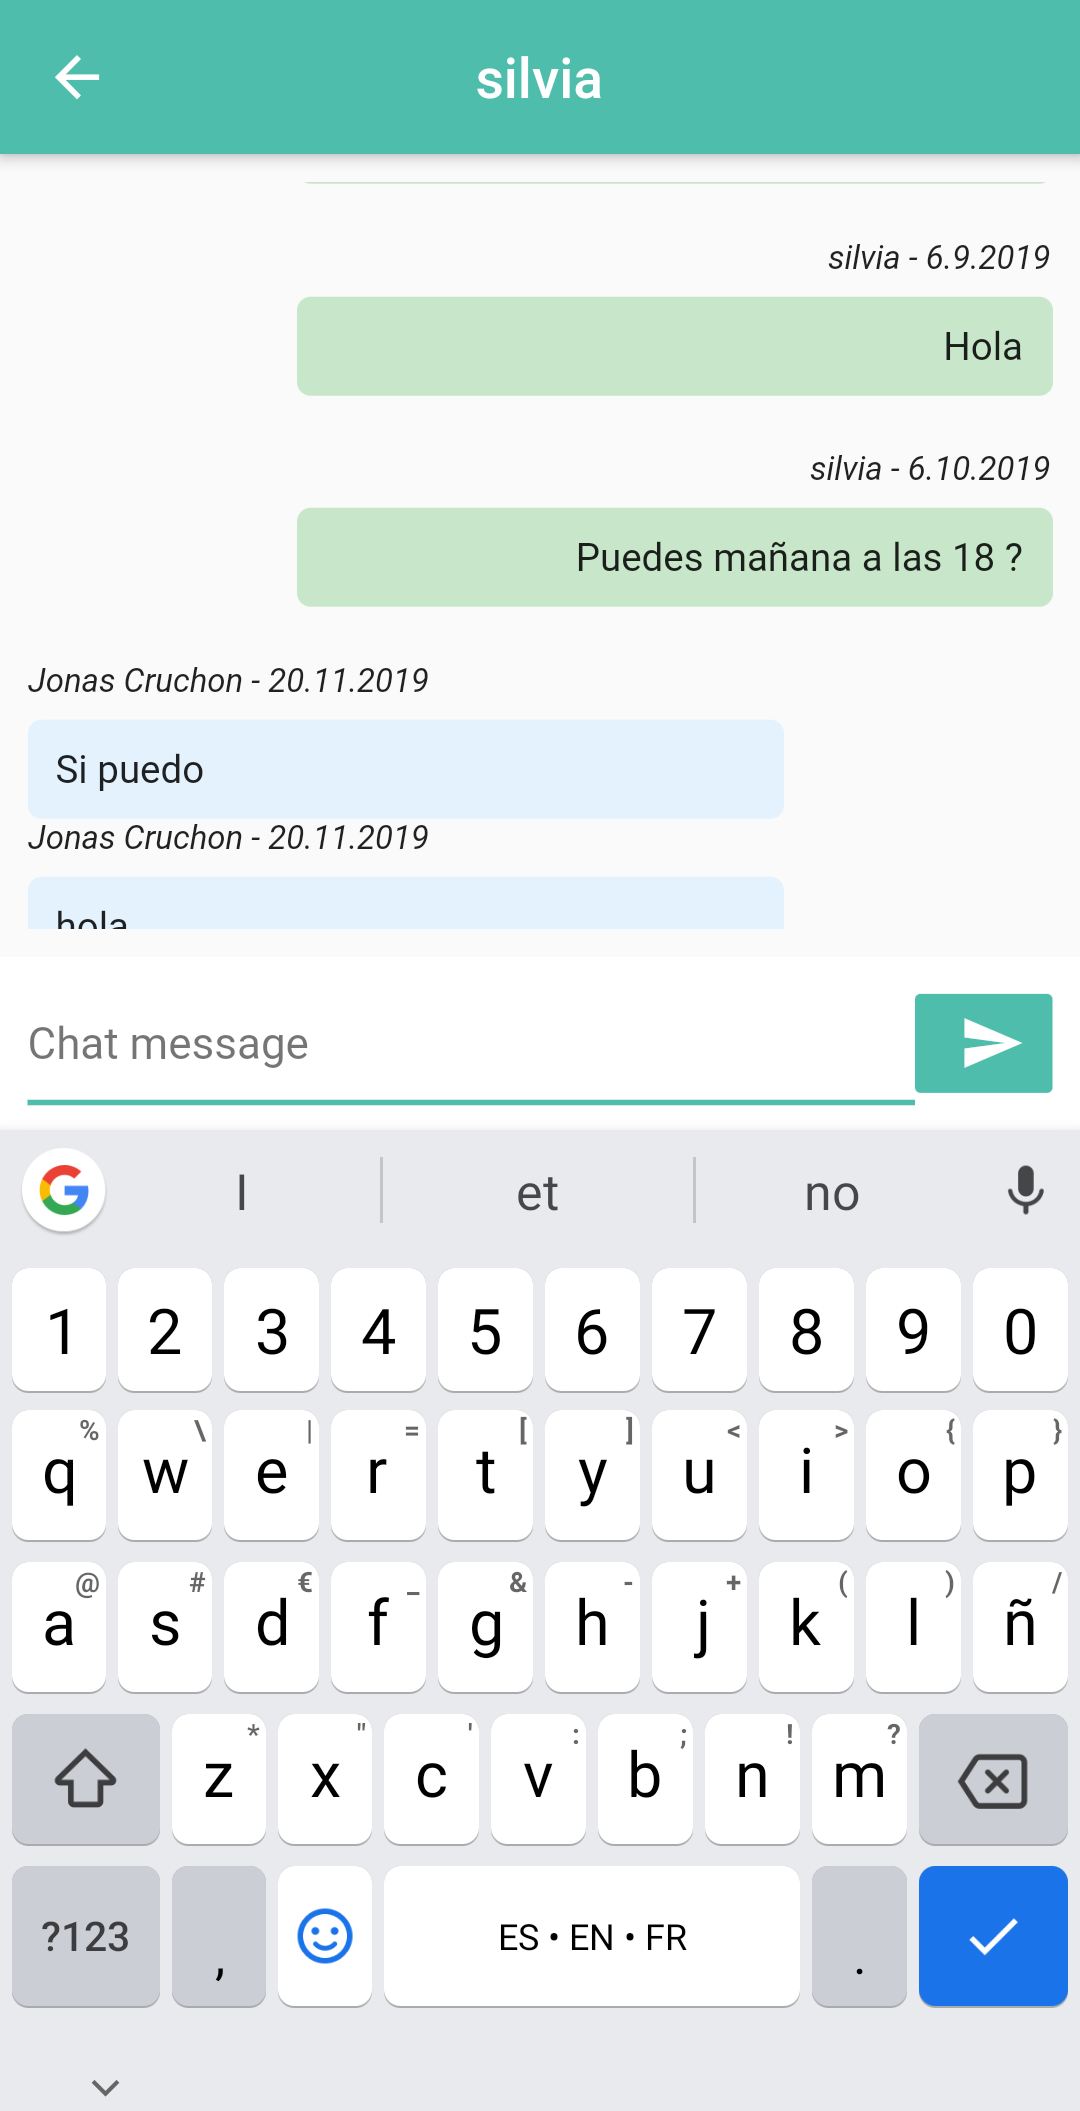 silvia
silvia - 6.9.2019
Hola
silvia - 6.10.2019
Puedes mañana a las 18 ?
Jonas Cruchon - 20.11.2019
Si puedo
Jonas Cruchon - 20.11.2019
hola
Chat message
I et no
1 2 3 4 5 6 7 8 9 0
% \ | = [ ] < > { }
q w e r t y u i o p
@ # € _ & - + ( ) /
a s d f g h j k l ñ
* " ' : ; ! ?
z x c v b n m
?123 , ES • EN • FR .